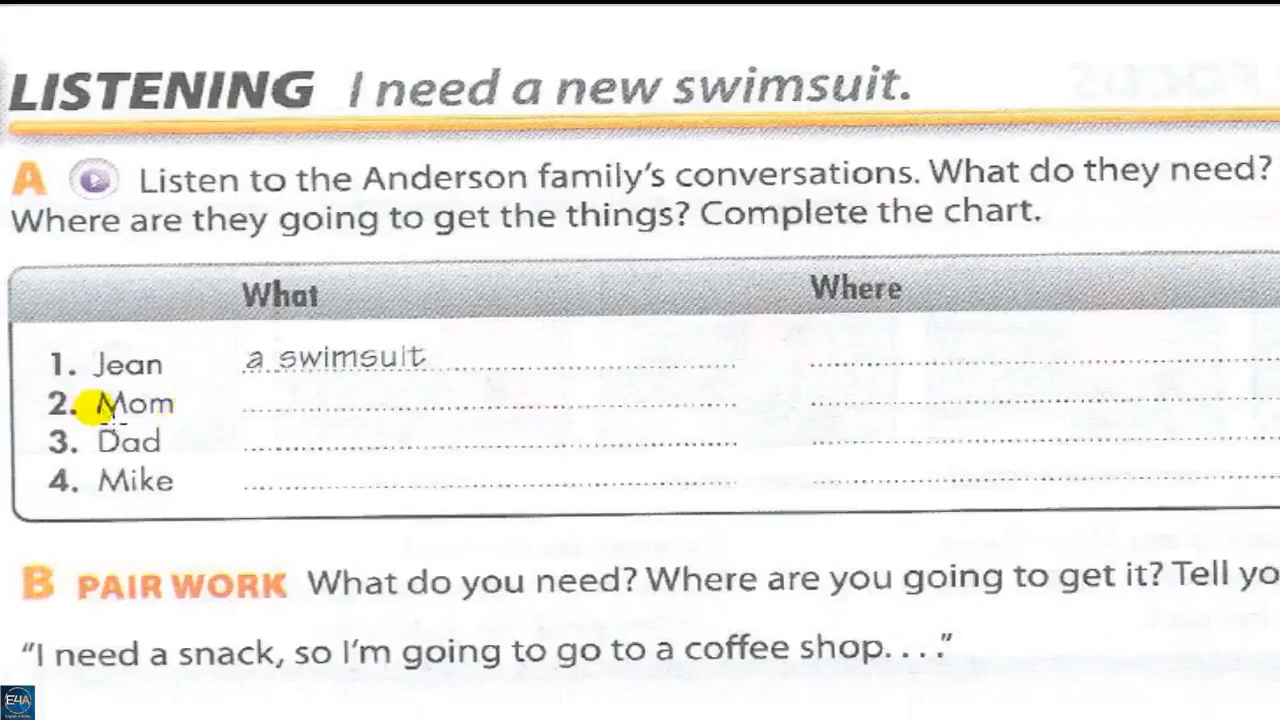 LISTENING I need a new swimsuit.
A Listen to the Anderson family's conversations. What do they need?
Where are they going to get the things? Complete the chart.
What Where
1. Jean a swimsuit
2. Mom
3. Dad
4. Mike
B PAIR WORK What do you need? Where are you going to get it? Tell yo
"I need a snack, so I'm going to go to a coffee shop. . . ."
E4A